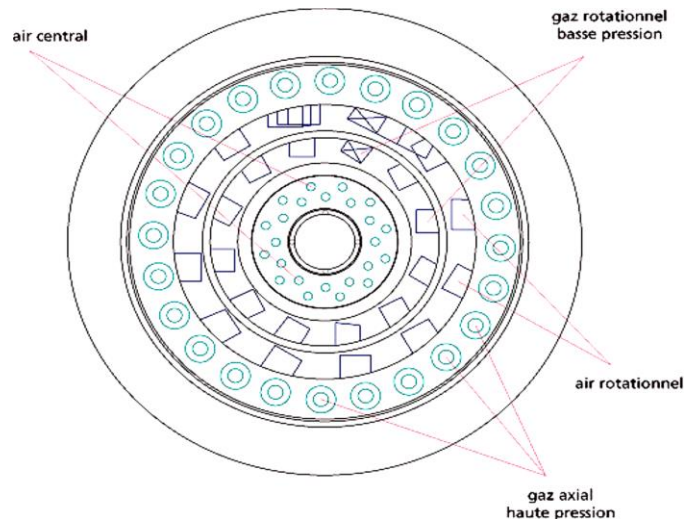 gaz rotationnel
basse pression
air central
air rotationnel
gaz axial
haute pression